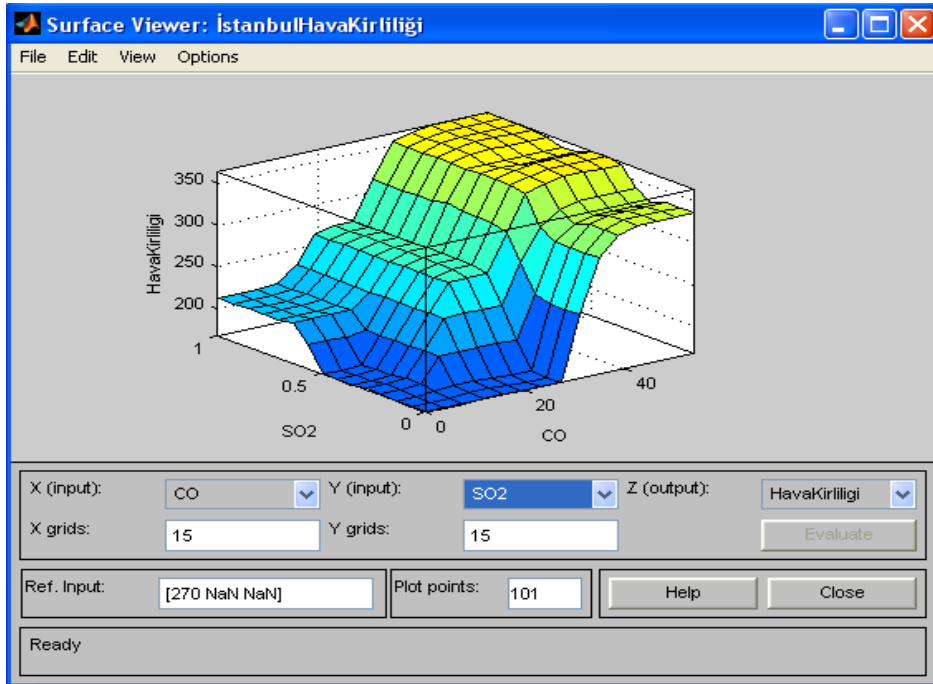 Surface Viewer: İstanbulHavaKirliliği
File Edit View Options
350
300
250
200
HavaKirliligi
1
0.5
0
SO2
0
20
40
CO
X (input): CO Y (input): SO2 Z (output): HavaKirliligi
X grids: 15 Y grids: 15 Evaluate
Ref. Input: [270 NaN NaN] Plot points: 101 Help Close
Ready